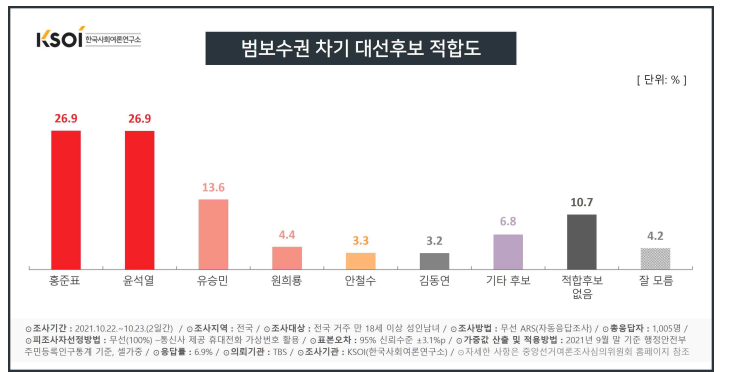 KSOI 한국사회여론연구소
범보수권 차기 대선후보 적합도
[ 단위: % ]
26.9 26.9 13.6 4.4 3.3 3.2 6.8 10.7 4.2
홍준표 윤석열 유승민 원희룡 안철수 김동연 기타 후보 적합후보 잘 모름
없음
⊙조사기간 : 2021.10.22.~10.23.(2일간) / ⊙조사지역 : 전국 / ⊙조사대상 : 전국 거주 만 18세 이상 성인남녀 / ⊙조사방법 : 무선 ARS(자동응답조사) / ⊙총응답자 : 1,005명 /
⊙피조사자선정방법 : 무선(100%) –통신사 제공 휴대전화 가상번호 활용 / ⊙표본오차 : 95% 신뢰수준 ±3.1%p / ⊙가중값 산출 및 적용방법 : 2021년 9월 말 기준 행정안전부
주민등록인구통계 기준, 셀가중 / ⊙응답률 : 6.9% / ⊙의뢰기관 : TBS / ⊙조사기관 : KSOI(한국사회여론연구소) / ⊙자세한 사항은 중앙선거여론조사심의위원회 홈페이지 참조